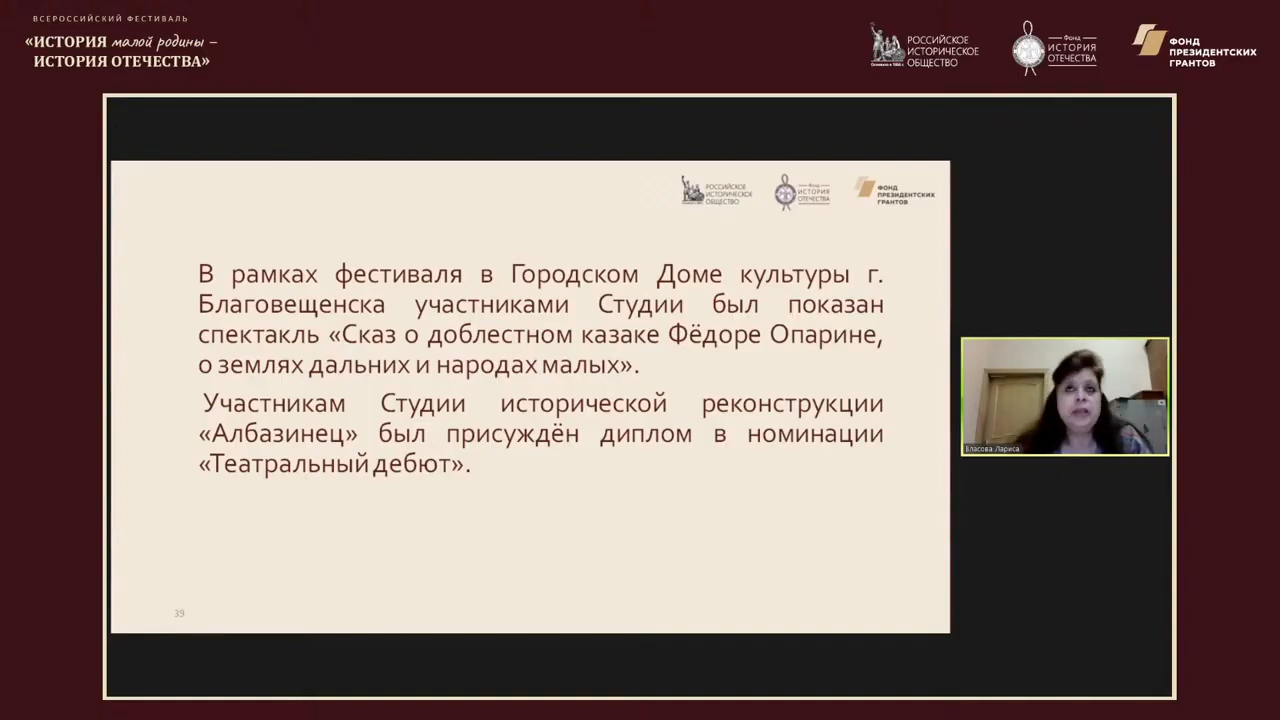 ВСЕРОССИЙСКИЙ ФЕСТИВАЛЬ
«ИСТОРИЯ малой родины –
ИСТОРИЯ ОТЕЧЕСТВА»
РОССИЙСКОЕ
ИСТОРИЧЕСКОЕ
ОБЩЕСТВО
Фонд
ИСТОРИЯ
ОТЕЧЕСТВА
ФОНД
ПРЕЗИДЕНТСКИХ
ГРАНТОВ
РОССИЙСКОЕ
ИСТОРИЧЕСКОЕ
ОБЩЕСТВО
Фонд
ИСТОРИЯ
ОТЕЧЕСТВА
ФОНД
ПРЕЗИДЕНТСКИХ
ГРАНТОВ
В рамках фестиваля в Городском Доме культуры г.
Благовещенска участниками Студии был показан
спектакль «Сказ о доблестном казаке Фёдоре Опарине,
о землях дальних и народах малых».
Участникам Студии исторической реконструкции
«Албазинец» был присуждён диплом в номинации
«Театральный дебют».
39
Власова Лариса